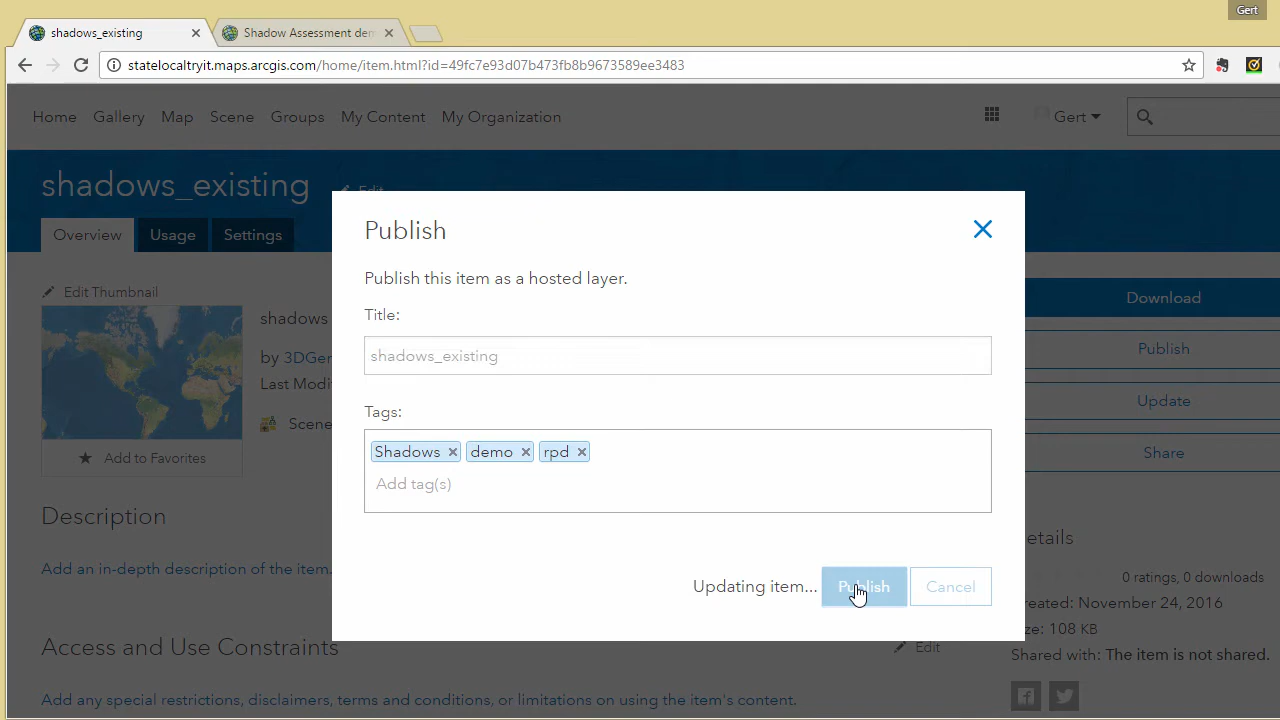 Gert
shadows_existing
Shadow Assessment dem
statelocaltryit.maps.arcgis.com/home/item.html?id=49fc7e93d07b473fb8b9673589ee3483
Home Gallery Map Scene Groups My Content My Organization Gert
shadows_existing Edit
Overview Usage Settings
Edit Thumbnail
shadows
by 3DGer
Last Modi
Scene
Add to Favorites
Description
Add an in-depth description of the item.
Access and Use Constraints
Edit
Add any special restrictions, disclaimers, terms and conditions, or limitations on using the item's content.
Publish
Publish this item as a hosted layer.
Title:
shadows_existing
Tags:
Shadows demo rpd
Add tag(s)
Updating item... Publish Cancel
Download
Publish
Update
Share
etails
0 ratings, 0 downloads
reated: November 24, 2016
ze: 108 KB
Shared with: The item is not shared.